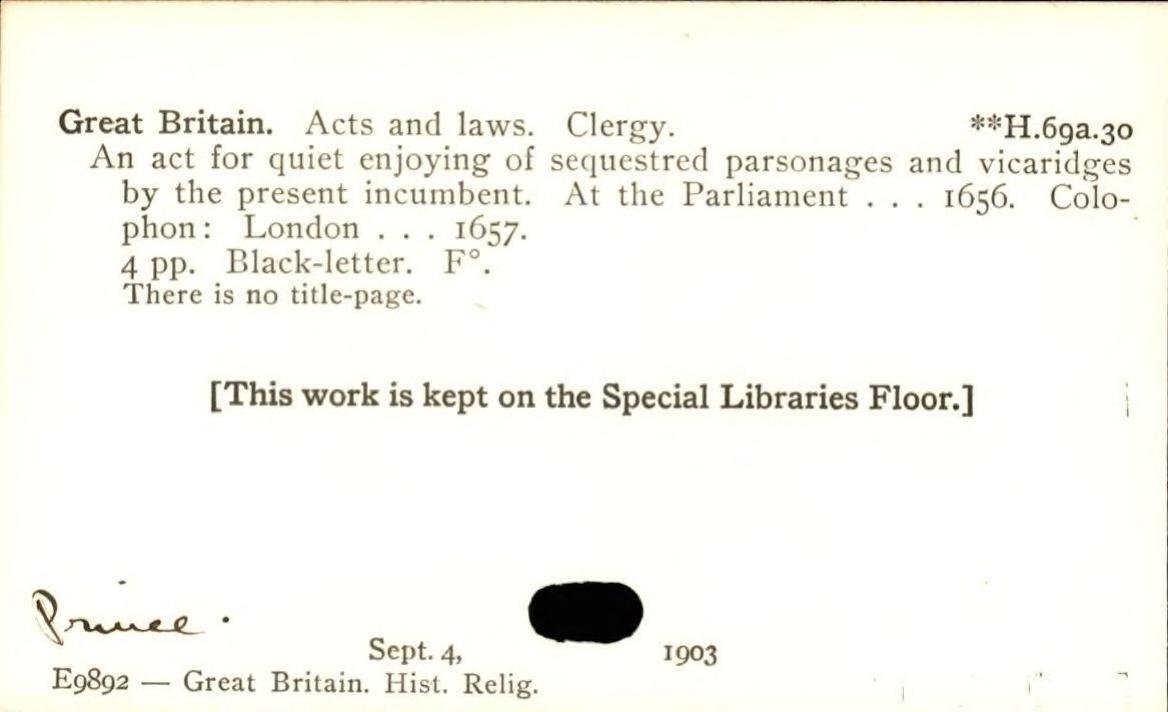 Great Britain. Acts and laws. Clergy. **H.69a.30
An act for quiet enjoying of sequestred parsonages and vicaridges
by the present incumbent. At the Parliament . . . 1656. Colo-
phon: London . . . 1657.
4 pp. Black-letter. F°.
There is no title-page.
[This work is kept on the Special Libraries Floor.]
Prince.
Sept. 4, 1903
E9892 — Great Britain. Hist. Relig.